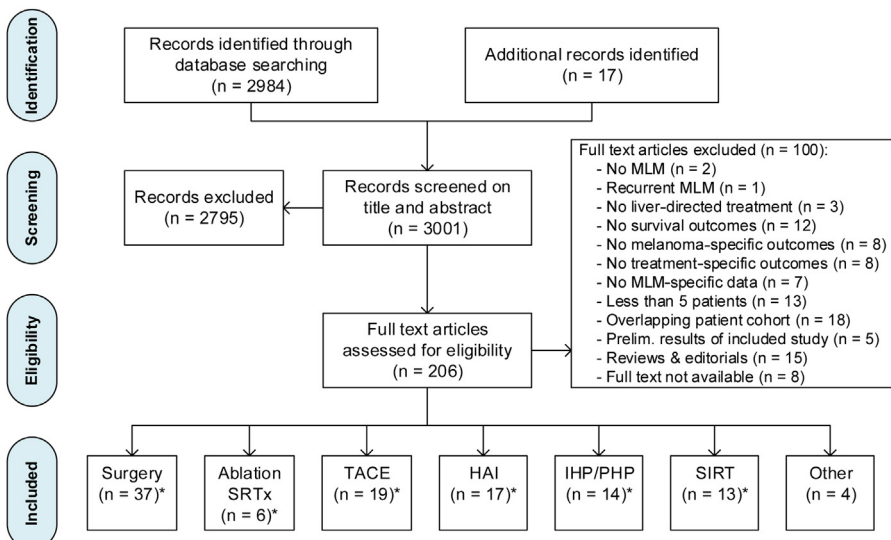 Identification
Records identified through
database searching
(n = 2984)
Additional records identified
(n = 17)
Screening
Records excluded
(n = 2795)
Records screened on
title and abstract
(n = 3001)
Full text articles excluded (n = 100):
- No MLM (n = 2)
- Recurrent MLM (n = 1)
- No liver-directed treatment (n = 3)
- No survival outcomes (n = 12)
- No melanoma-specific outcomes (n = 8)
- No treatment-specific outcomes (n = 8)
- No MLM-specific data (n = 7)
- Less than 5 patients (n = 13)
- Overlapping patient cohort (n = 18)
- Prelim. results of included study (n = 5)
- Reviews & editorials (n = 15)
- Full text not available (n = 8)
Eligibility
Full text articles
assessed for eligibility
(n = 206)
Included
Surgery
(n = 37)*
Ablation
SRTx
(n = 6)*
TACE
(n = 19)*
HAI
(n = 17)*
IHP/PHP
(n = 14)*
SIRT
(n = 13)*
Other
(n = 4)